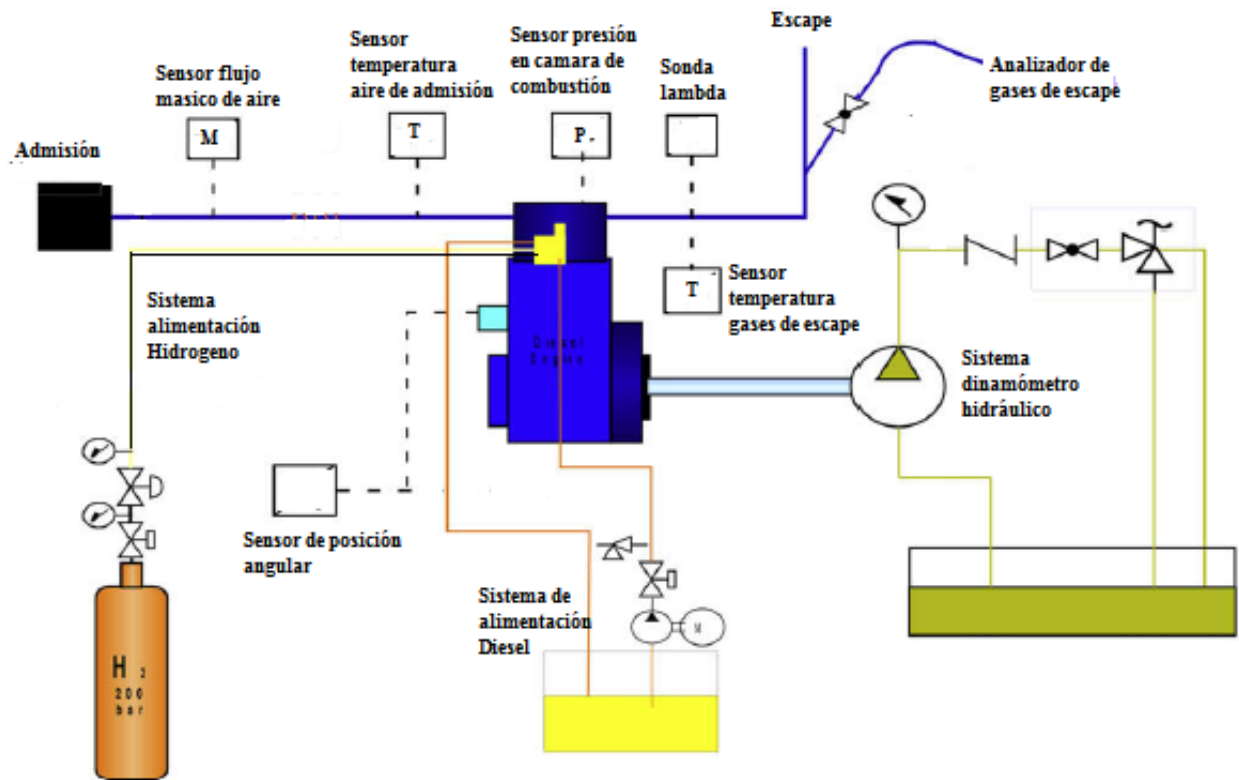 Escape
Sensor
temperatura
aire de admisión
Sensor presión
en camara de
combustión
Sensor flujo
masico de aire
Sonda
lambda
Analizador de
gases de escape
M
T
P
Admisión
Sistema
alimentación
Hidrogeno
T
Sensor
temperatura
gases de escape
Diesel
Engine
Sistema
dinamómetro
hidráulico
Sensor de posición
angular
Sistema de
alimentación
Diesel
M
H2
200
bar